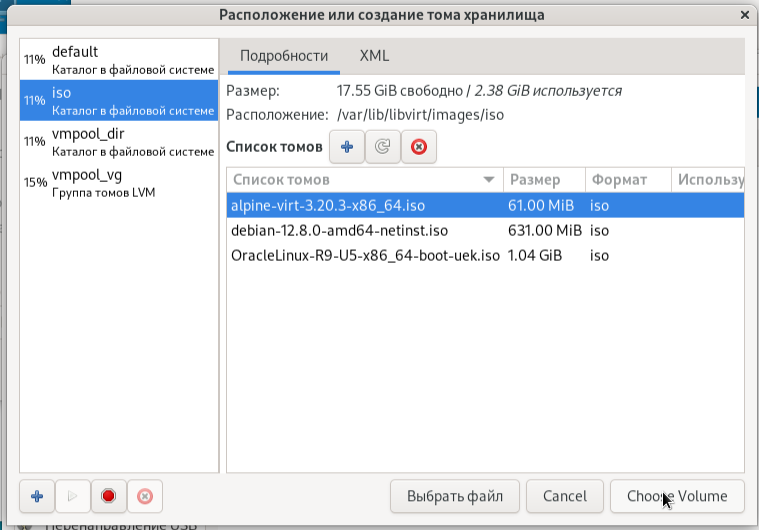 Расположение или создание тома хранилища
11% default
Каталог в файловой системе
11% iso
Каталог в файловой системе
11% vmpool_dir
Каталог в файловой системе
15% vmpool_vg
Группа томов LVM
Подробности XML
Размер: 17.55 GiB свободно / 2.38 GiB используется
Расположение: /var/lib/libvirt/images/iso
Список томов
Список томов Размер Формат Использу
alpine-virt-3.20.3-x86_64.iso 61.00 MiB iso
debian-12.8.0-amd64-netinst.iso 631.00 MiB iso
OracleLinux-R9-U5-x86_64-boot-uek.iso 1.04 GiB iso
Выбрать файл Cancel Choose Volume
Перенаправление USB